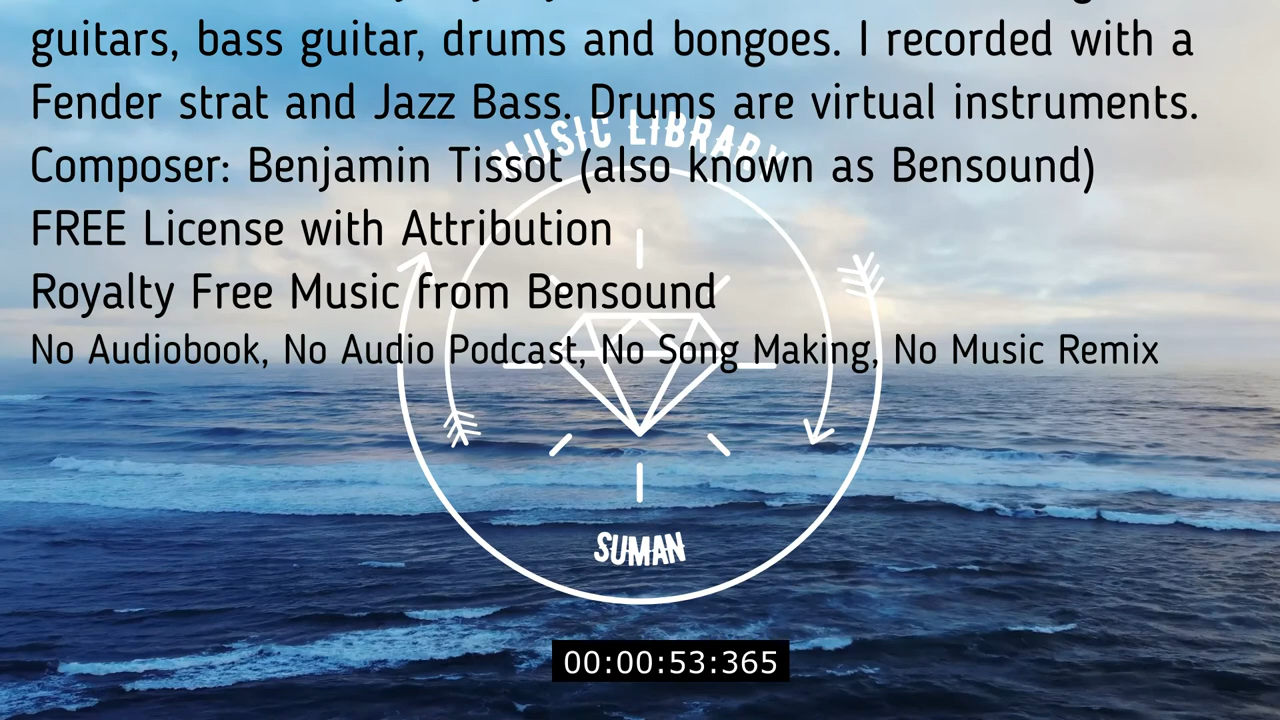 guitars, bass guitar, drums and bongoes. I recorded with a
Fender strat and Jazz Bass. Drums are virtual instruments.
MUSIC LIBRARY
Composer: Benjamin Tissot (also known as Bensound)
FREE License with Attribution
Royalty Free Music from Bensound
No Audiobook, No Audio Podcast, No Song Making, No Music Remix
SUMAN
00:00:53:365